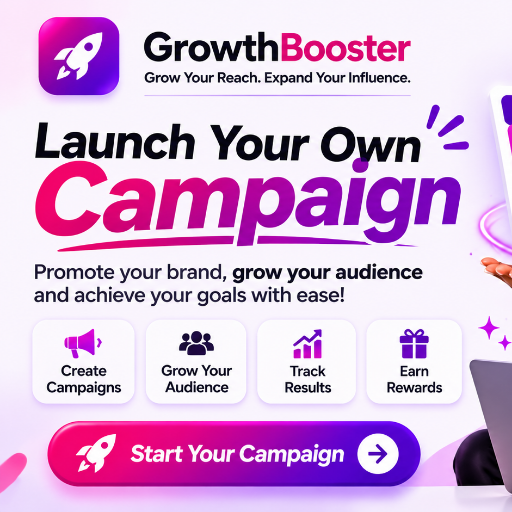 GrowthBooster
Grow Your Reach. Expand Your Influence.
Launch Your Own
Campaign
Promote your brand, grow your audience
and achieve your goals with ease!
Create
Campaigns
Grow Your
Audience
Track
Results
Earn
Rewards
Start Your Campaign